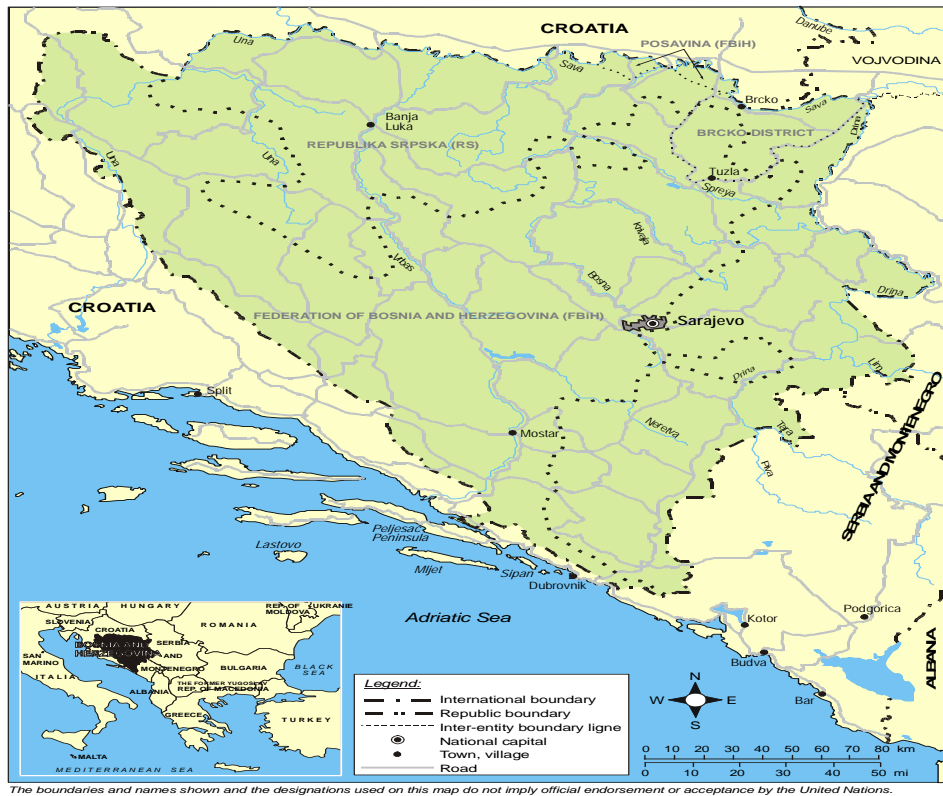 CROATIA
Danube
Una
POSAVINA (FBiH)
Sava
VOJVODINA
Brcko
Sava
Banja
Luka
BRCKO DISTRICT
Drina
REPUBLIKA SRPSKA (RS)
Una
Una
Tuzla
Spreya
Krivaja
Vrbas
Bosna
Drina
CROATIA
FEDERATION OF BOSNIA AND HERZEGOVINA (FBiH)
Sarajevo
Drina
Lim
Split
Neretva
Tara
Mostar
Piva
SERBIA AND MONTENEGRO
Peljesac
Peninsula
Lastovo
Mljet
Sipan
Dubrovnik
Adriatic Sea
Kotor
Podgorica
Budva
Bar
ALBANA
AUSTRIA
HUNGARY
REP. OF
MOLDOVA
UKRANIE
SLOVENIA
CROATIA
ROMANIA
BOSNIA AND
HERZEGOVINA
SERBIA
AND
MONTENEGRO
SAN
MARINO
ITALIA
BULGARIA
BLACK
SEA
ALBANIA
THE FORMER YUGOSLAV
REP. OF MACEDONIA
GREECE
TURKEY
MALTA
MEDITERRANEAN SEA
Legend:
International boundary
Republic boundary
Inter-entity boundary ligne
National capital
Town, village
Road
N
W
E
S
0 10 20 30 40 50 60 70 80 km
0 10 20 30 40 50 mi
The boundaries and names shown and the designations used on this map do not imply official endorsement or acceptance by the United Nations.